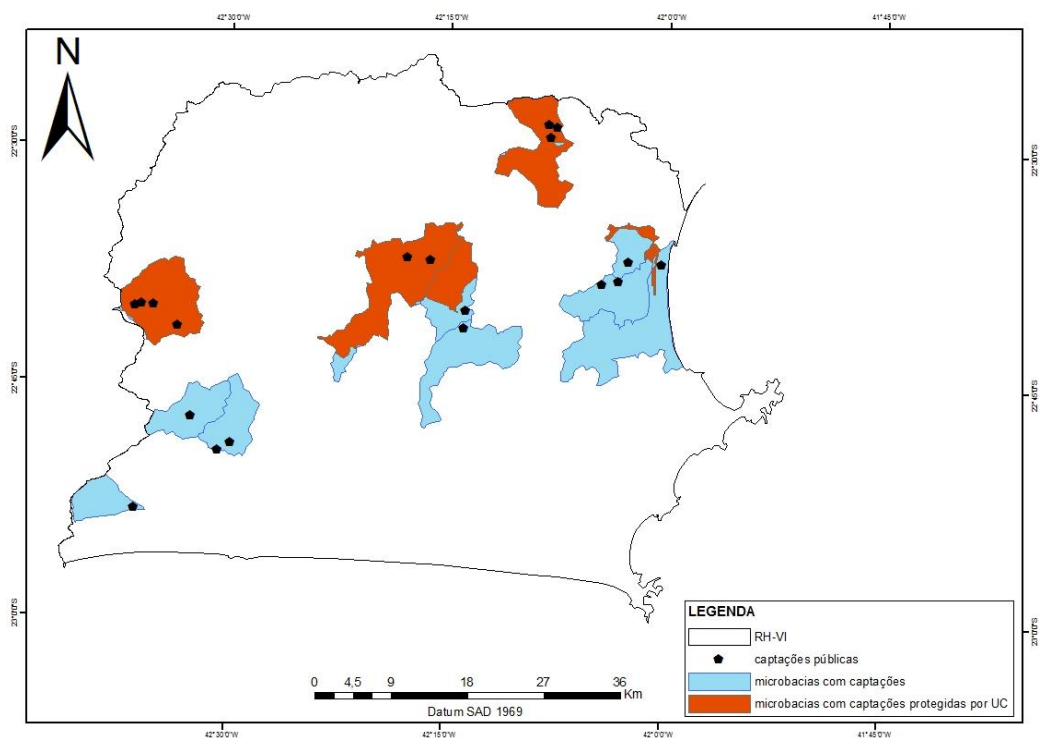 42°30'0"W 42°15'0"W 42°0'0"W 41°45'0"W
N
22°30'0"S 22°30'0"S
22°45'0"S 22°45'0"S
23°0'0"S 23°0'0"S
LEGENDA
RH-VI
captações públicas
microbacias com captações
microbacias com captações protegidas por UC
0 4,5 9 18 27 36
Km
Datum SAD 1969
42°30'0"W 42°15'0"W 42°0'0"W 41°45'0"W